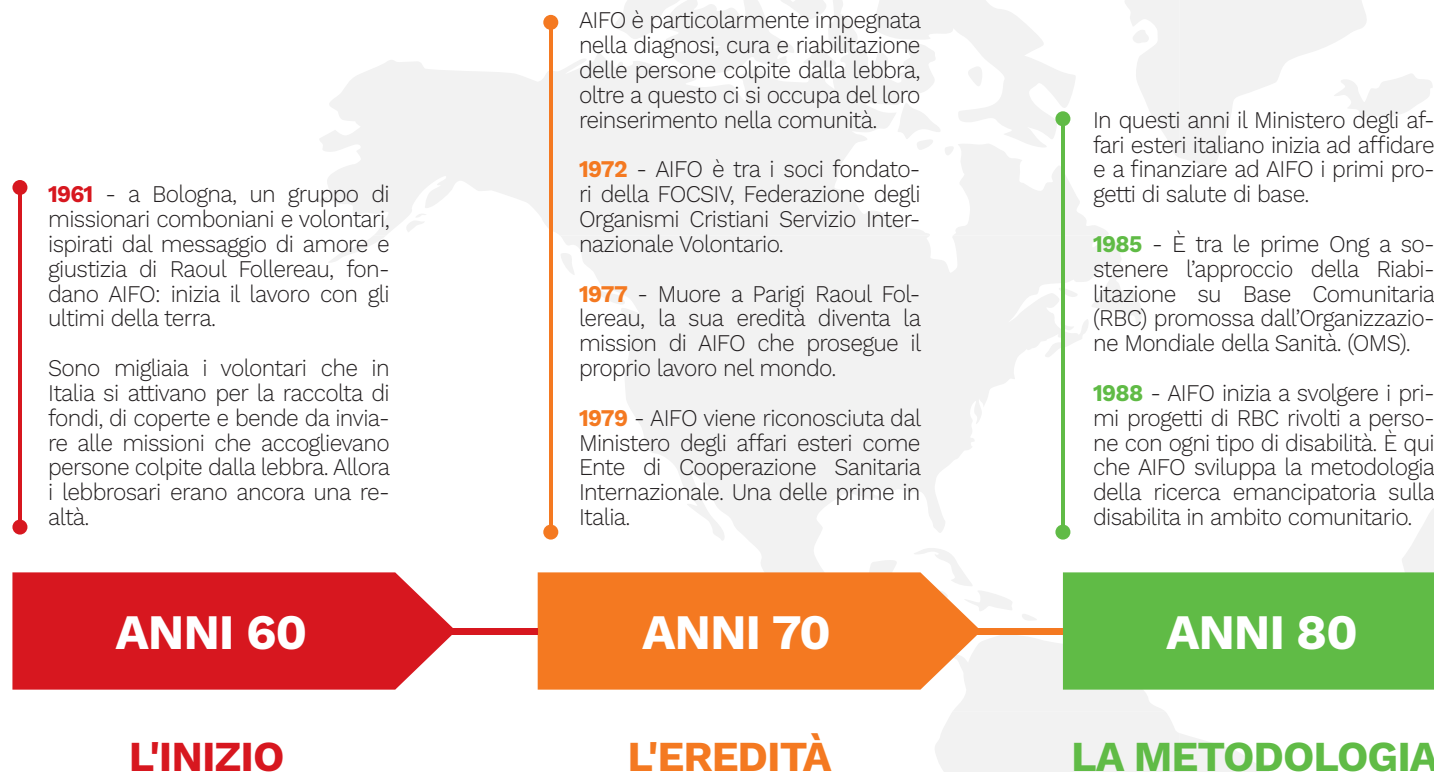 1961 - a Bologna, un gruppo di
missionari comboniani e volontari,
ispirati dal messaggio di amore e
giustizia di Raoul Follereau, fon-
dano AIFO: inizia il lavoro con gli
ultimi della terra.
Sono migliaia i volontari che in
Italia si attivano per la raccolta di
fondi, di coperte e bende da invia-
re alle missioni che accoglievano
persone colpite dalla lebbra. Allora
i lebbrosari erano ancora una re-
altà.
ANNI 60
L'INIZIO
AIFO è particolarmente impegnata
nella diagnosi, cura e riabilitazione
delle persone colpite dalla lebbra,
oltre a questo ci si occupa del loro
reinserimento nella comunità.
1972 - AIFO è tra i soci fondato-
ri della FOCSIV, Federazione degli
Organismi Cristiani Servizio Inter-
nazionale Volontario.
1977 - Muore a Parigi Raoul Fol-
lereau, la sua eredità diventa la
mission di AIFO che prosegue il
proprio lavoro nel mondo.
1979 - AIFO viene riconosciuta dal
Ministero degli affari esteri come
Ente di Cooperazione Sanitaria
Internazionale. Una delle prime in
Italia.
ANNI 70
L'EREDITÀ
In questi anni il Ministero degli af-
fari esteri italiano inizia ad affidare
e a finanziare ad AIFO i primi pro-
getti di salute di base.
1985 - È tra le prime Ong a so-
stenere l’approccio della Riabi-
litazione su Base Comunitaria
(RBC) promossa dall’Organizzazio-
ne Mondiale della Sanità. (OMS).
1988 - AIFO inizia a svolgere i pri-
mi progetti di RBC rivolti a perso-
ne con ogni tipo di disabilità. È qui
che AIFO sviluppa la metodologia
della ricerca emancipatoria sulla
disabilita in ambito comunitario.
ANNI 80
LA METODOLOGIA